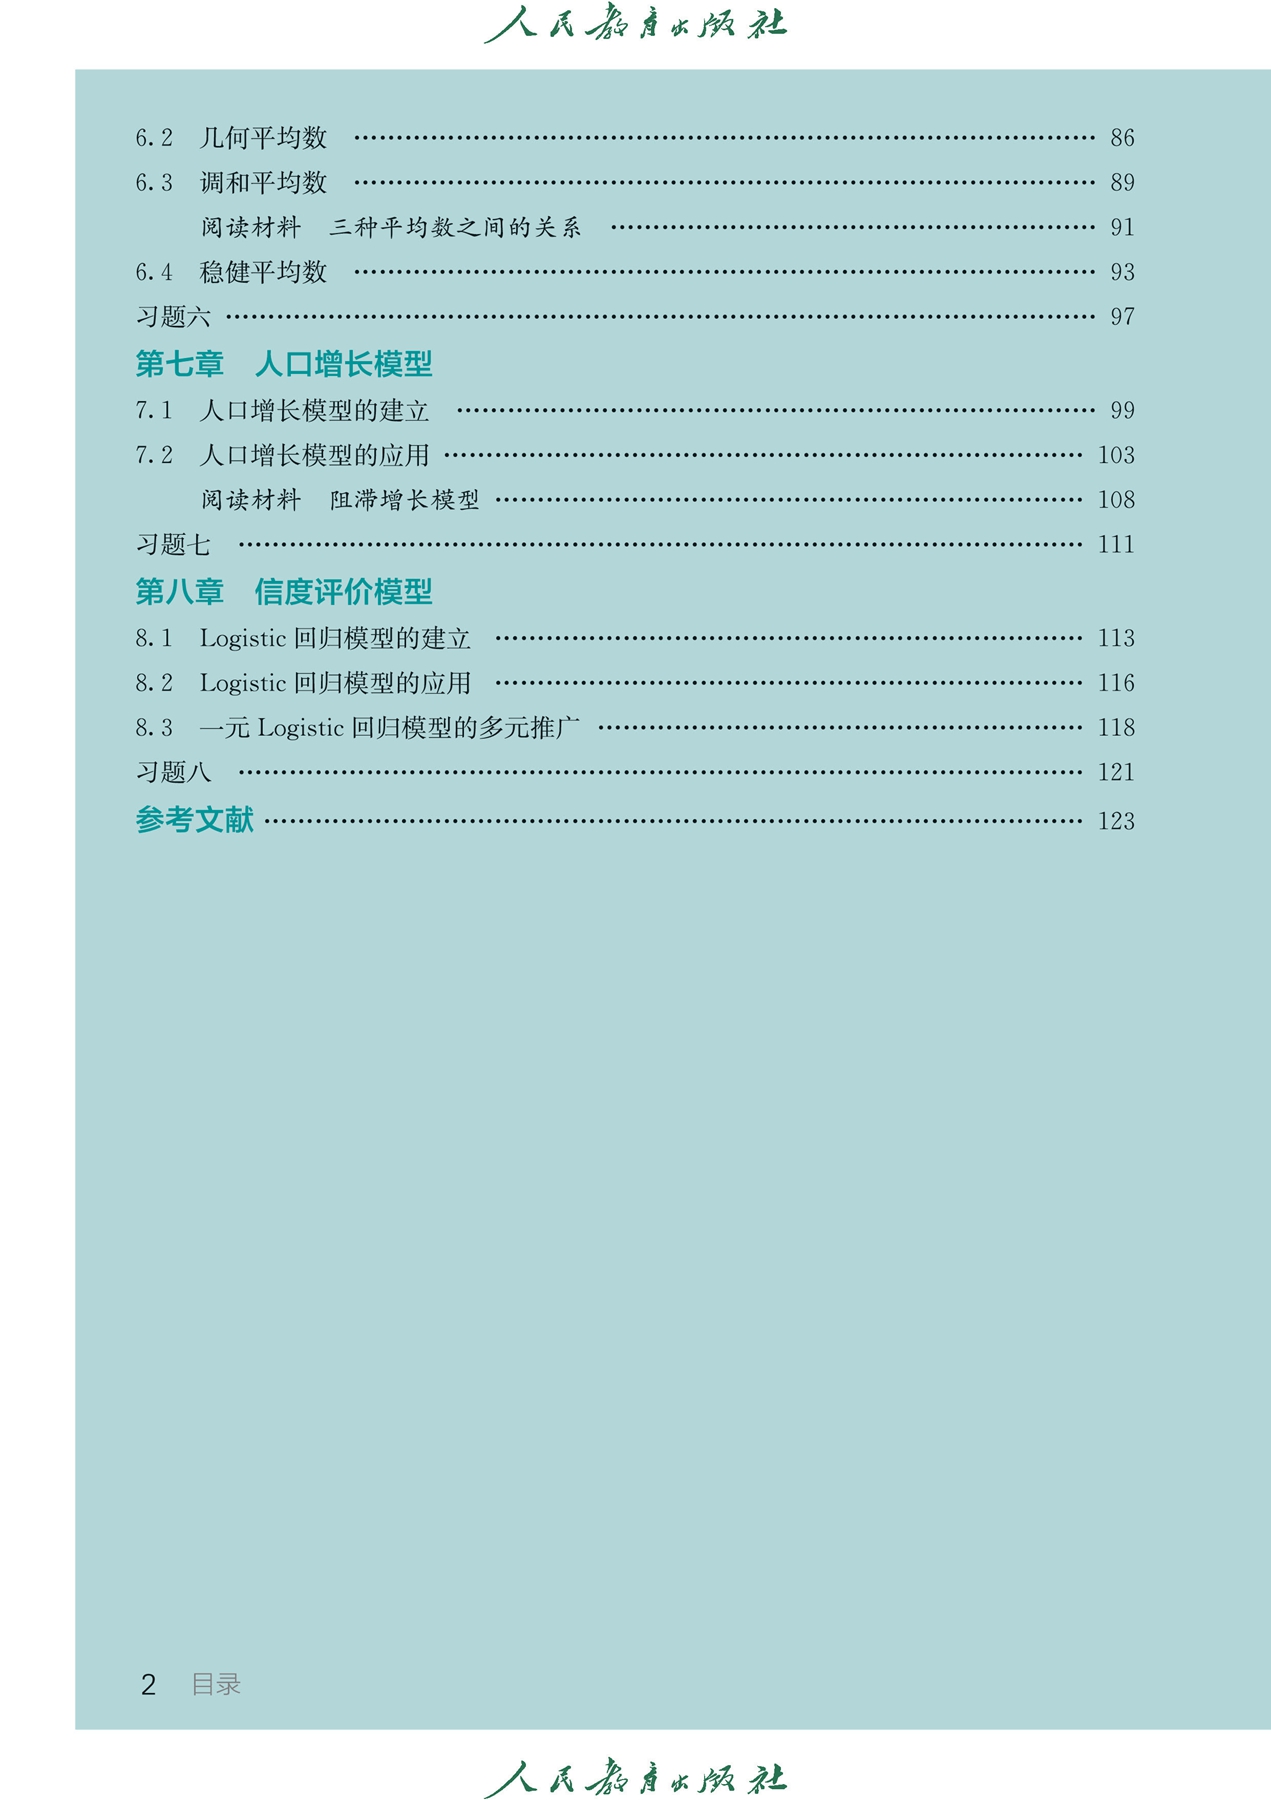 人民教育出版社
6.2 几何平均数 …………………………………………………… 86
6.3 调和平均数 …………………………………………………… 89
阅读材料 三种平均数之间的关系 …………………………………… 91
6.4 稳健平均数 …………………………………………………… 93
习题六 …………………………………………………………… 97
第七章 人口增长模型
7.1 人口增长模型的建立 …………………………………………… 99
7.2 人口增长模型的应用 …………………………………………… 103
阅读材料 阻滞增长模型 ………………………………………… 108
习题七 …………………………………………………………… 111
第八章 信度评价模型
8.1 Logistic 回归模型的建立 ……………………………………… 113
8.2 Logistic 回归模型的应用 ……………………………………… 116
8.3 一元 Logistic 回归模型的多元推广 ……………………………… 118
习题八 …………………………………………………………… 121
参考文献 ………………………………………………………… 123
2 目录
人民教育出版社